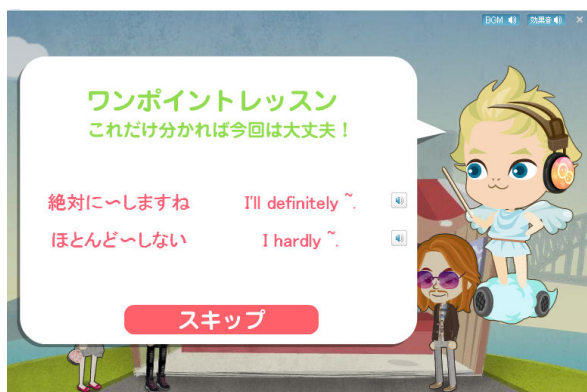 BGM
効果音
×
ワンポイントレッスン
これだけ分かれば今回は大丈夫！
絶対に〜しますね I'll definitely ~.
ほとんど〜しない I hardly ~.
スキップ